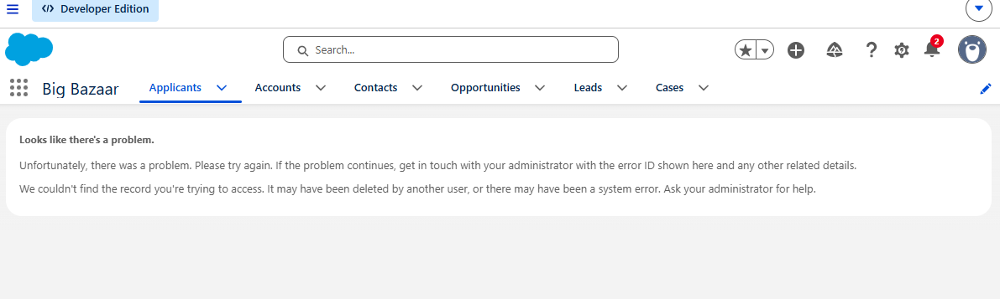 Developer Edition
Search...
2
Big Bazaar
Applicants
Accounts
Contacts
Opportunities
Leads
Cases
Looks like there's a problem.
Unfortunately, there was a problem. Please try again. If the problem continues, get in touch with your administrator with the error ID shown here and any other related details.
We couldn't find the record you're trying to access. It may have been deleted by another user, or there may have been a system error. Ask your administrator for help.